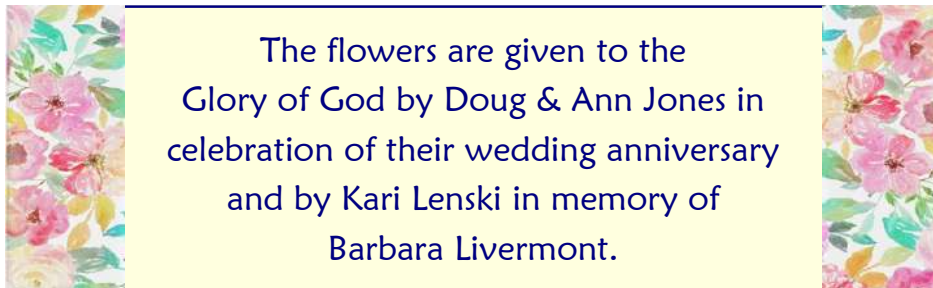 The flowers are given to the
Glory of God by Doug & Ann Jones in
celebration of their wedding anniversary
and by Kari Lenski in memory of
Barbara Livermont.